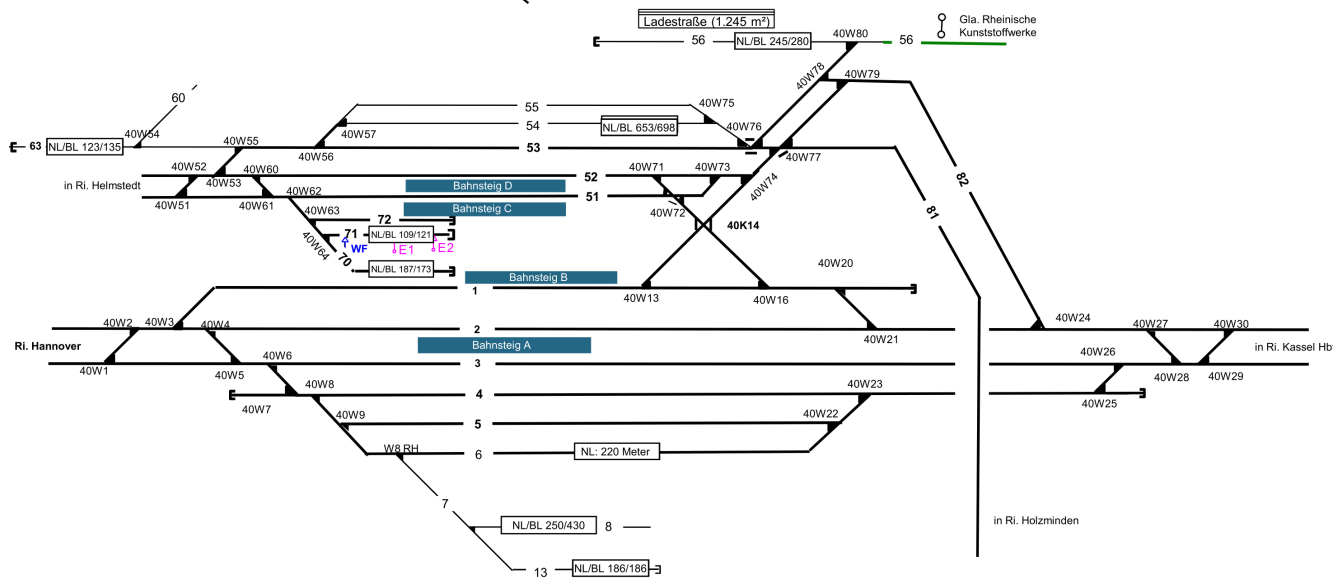 Ladestraße (1.245 m²)
Gla. Rheinische
Kunststoffwerke
56
NL/BL 245/280
40W80
56
40W78
40W79
60
55
40W75
54
NL/BL 653/698
40W76
40W57
40W54
63
NL/BL 123/135
40W55
40W56
53
40W77
40W52
40W60
52
40W71
40W73
40W74
in Ri. Helmstedt
40W53
Bahnsteig D
40W51
40W61
40W62
51
82
81
40W63
72
Bahnsteig C
40W72
40K14
40W64
71
NL/BL 109/121
WF
E1
E2
70
NL/BL 187/173
40W20
Bahnsteig B
1
40W13
40W16
40W2
40W3
40W4
2
40W21
40W24
40W27
40W30
Ri. Hannover
Bahnsteig A
in Ri. Kassel Hbf
40W1
40W5
40W6
3
40W26
40W28
40W29
40W7
40W8
4
40W23
40W25
40W9
5
40W22
W8 RH
6
NL: 220 Meter
7
NL/BL 250/430
8
in Ri. Holzminden
13
NL/BL 186/186